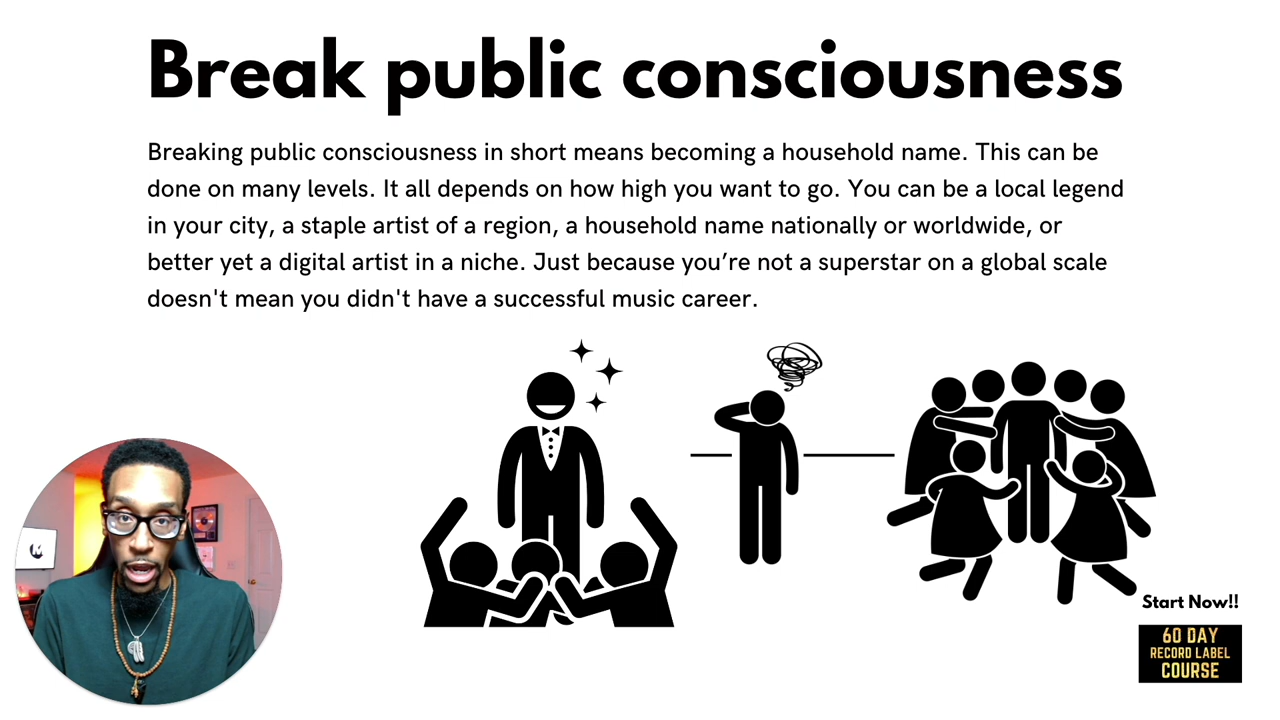 Break public consciousness
Breaking public consciousness in short means becoming a household name. This can be
done on many levels. It all depends on how high you want to go. You can be a local legend
in your city, a staple artist of a region, a household name nationally or worldwide, or
better yet a digital artist in a niche. Just because you’re not a superstar on a global scale
doesn't mean you didn't have a successful music career.
Start Now!!
60 DAY
RECORD LABEL
COURSE